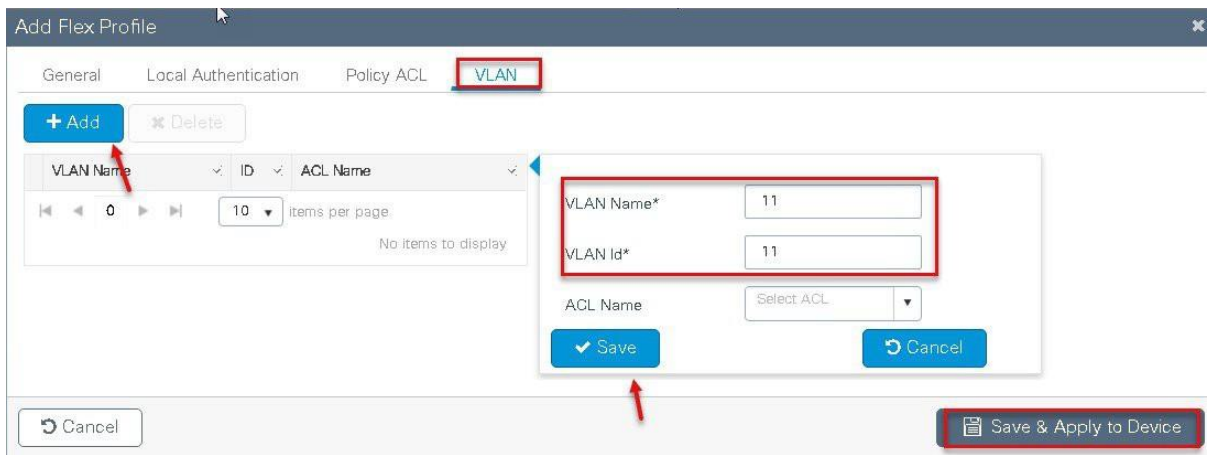 Add Flex Profile
General Local Authentication Policy ACL VLAN
+ Add ✖ Delete
VLAN Name ID ACL Name
0 10 items per page
No items to display
VLAN Name* 11
VLAN Id* 11
ACL Name Select ACL
Save Cancel
Cancel Save & Apply to Device